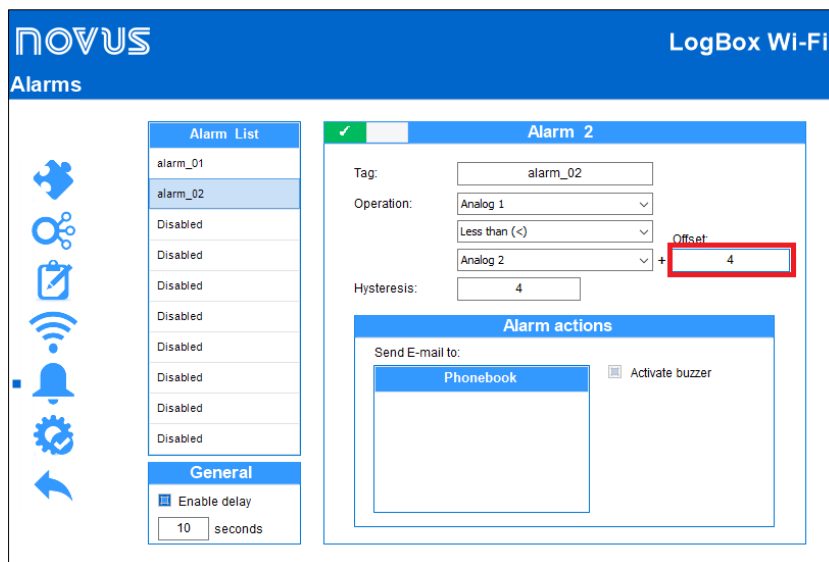 NOVUS
LogBox Wi-Fi
Alarms
Alarm List
alarm_01
alarm_02
Disabled
Disabled
Disabled
Disabled
Disabled
Disabled
Disabled
Disabled
General
Enable delay
10 seconds
✓ Alarm 2
Tag: alarm_02
Operation: Analog 1
Less than (<)
Offset:
Analog 2 + 4
Hysteresis: 4
Alarm actions
Send E-mail to:
Phonebook
Activate buzzer